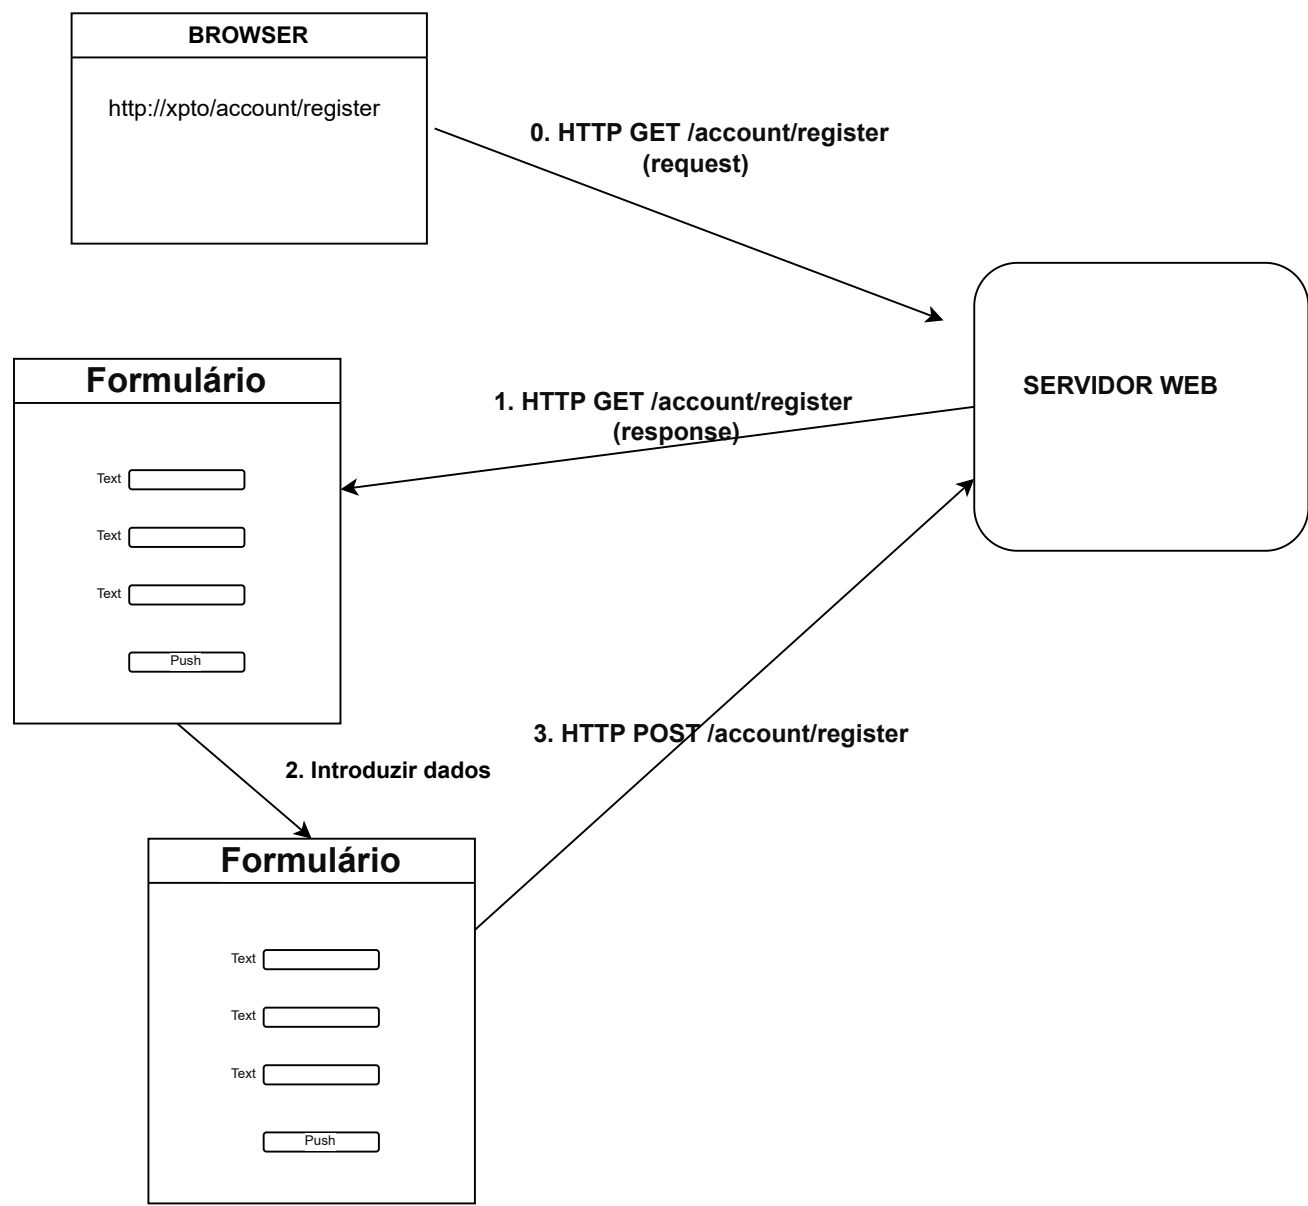 BROWSER
http://xpto/account/register
0. HTTP GET /account/register
(request)
SERVIDOR WEB
Formulário
1. HTTP GET /account/register
(response)
Text
Text
Text
Push
2. Introduzir dados
3. HTTP POST /account/register
Formulário
Text
Text
Text
Push